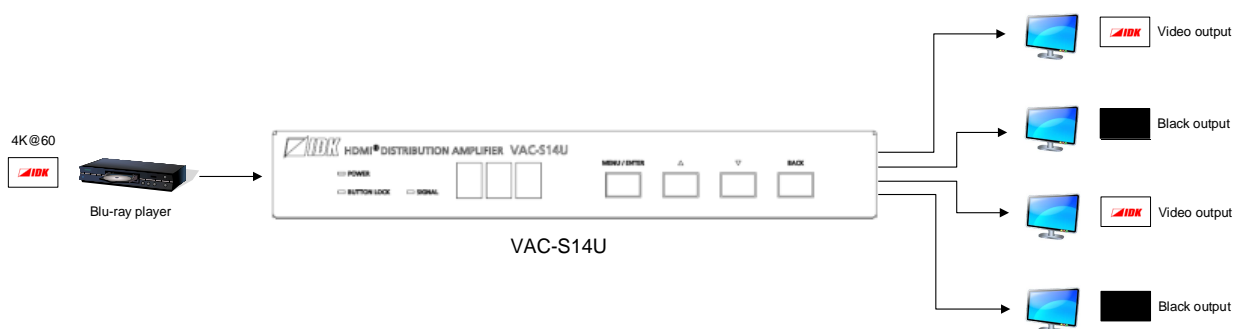 4K@60
IDK
Blu-ray player
IDK HDMI® DISTRIBUTION AMPLIFIER VAC-S14U
POWER
BUTTON LOCK
SIGNAL
MENU / ENTER
△
▽
BACK
VAC-S14U
IDK
Video output
Black output
IDK
Video output
Black output